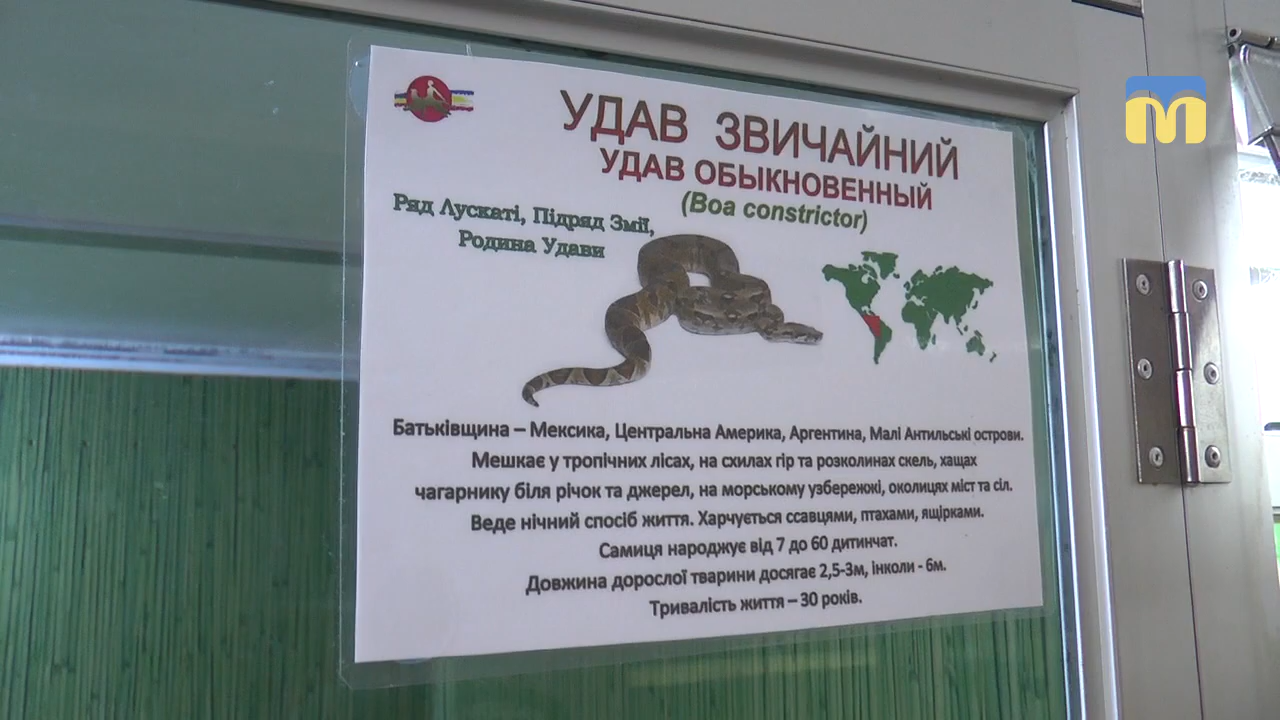 УДАВ ЗВИЧАЙНИЙ
УДАВ ОБЫКНОВЕННЫЙ
(Boa constrictor)
Ряд Лускаті, Підряд Змії,
Родина Удави
Батьківщина – Мексика, Центральна Америка, Аргентина, Малі Антильські острови.
Мешкає у тропічних лісах, на схилах гір та розколинах скель, хащах
чагарнику біля річок та джерел, на морському узбережжі, околицях міст та сіл.
Веде нічний спосіб життя. Харчується ссавцями, птахами, ящірками.
Самиця народжує від 7 до 60 дитинчат.
Довжина дорослої тварини досягає 2,5-3м, інколи - 6м.
Тривалість життя – 30 років.